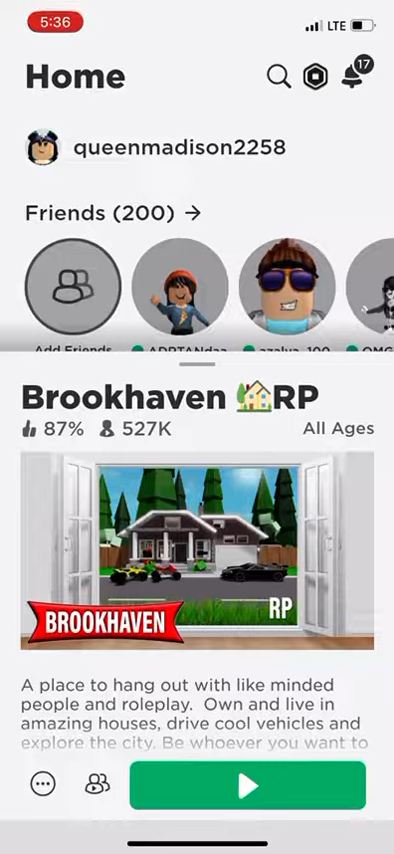 5:36
LTE
Home
17
queenmadison2258
Friends (200) →
Add Friends
azalya_100
Brookhaven 🏡RP
87% 527K
All Ages
RP
BROOKHAVEN
A place to hang out with like minded
people and roleplay. Own and live in
amazing houses, drive cool vehicles and
explore the city. Be whoever you want to